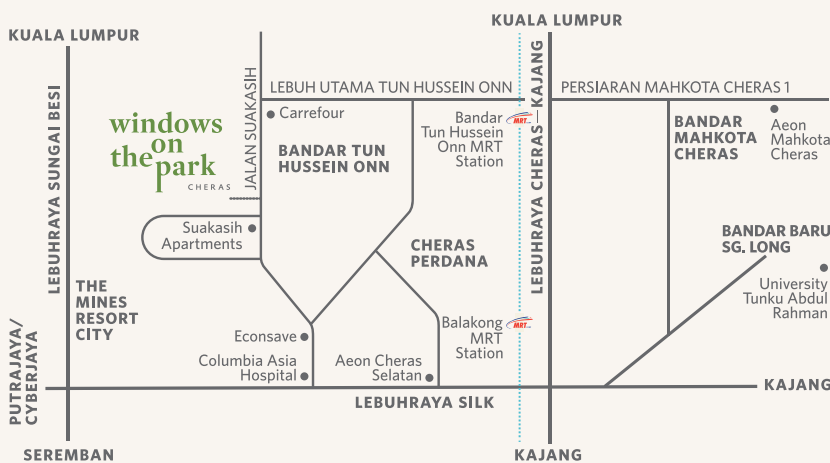 KUALA LUMPUR
KUALA LUMPUR
LEBUHRAYA SUNGAI BESI
windows
on
the park
CHERAS
JALAN SUAKASIH
LEBUH UTAMA TUN HUSSEIN ONN
PERSIARAN MAHKOTA CHERAS 1
Carrefour
BANDAR TUN
HUSSEIN ONN
Bandar
Tun Hussein
Onn MRT
Station
MRT
LEBUHRAYA CHERAS – KAJANG
BANDAR
MAHKOTA
CHERAS
Aeon
Mahkota
Cheras
Suakasih
Apartments
CHERAS
PERDANA
BANDAR BARU
SG. LONG
University
Tunku Abdul
Rahman
THE
MINES
RESORT
CITY
Econsave
Columbia Asia
Hospital
Aeon Cheras
Selatan
Balakong
MRT
Station
MRT
PUTRAJAYA/
CYBERJAYA
LEBUHRAYA SILK
KAJANG
SEREMBAN
KAJANG